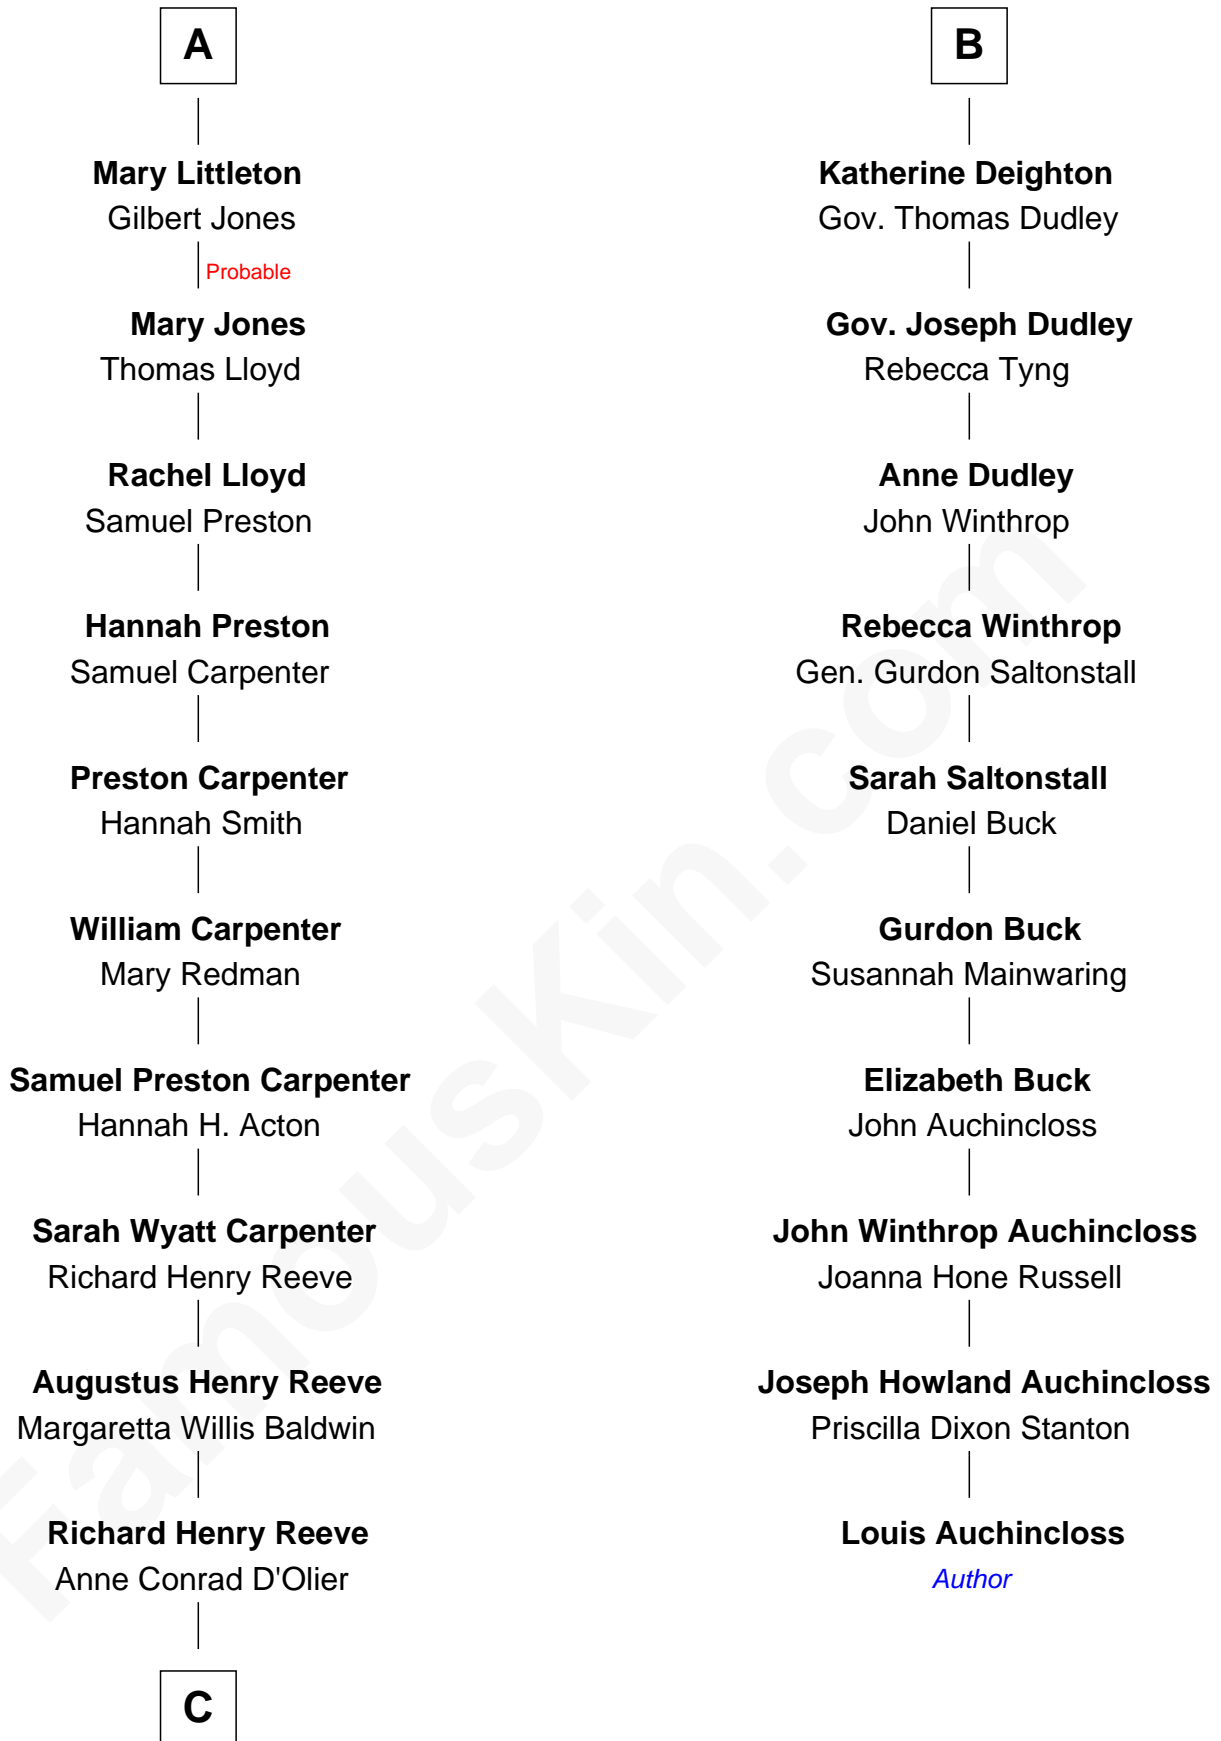 A
Mary Littleton
Gilbert Jones
Probable
Mary Jones
Thomas Lloyd
Rachel Lloyd
Samuel Preston
Hannah Preston
Samuel Carpenter
Preston Carpenter
Hannah Smith
William Carpenter
Mary Redman
Samuel Preston Carpenter
Hannah H. Acton
Sarah Wyatt Carpenter
Richard Henry Reeve
Augustus Henry Reeve
Margaretta Willis Baldwin
Richard Henry Reeve
Anne Conrad D'Olier
C
B
Katherine Deighton
Gov. Thomas Dudley
Gov. Joseph Dudley
Rebecca Tyng
Anne Dudley
John Winthrop
Rebecca Winthrop
Gen. Gurdon Saltonstall
Sarah Saltonstall
Daniel Buck
Gurdon Buck
Susannah Mainwaring
Elizabeth Buck
John Auchincloss
John Winthrop Auchincloss
Joanna Hone Russell
Joseph Howland Auchincloss
Priscilla Dixon Stanton
Louis Auchincloss
Author
FamousKin.com